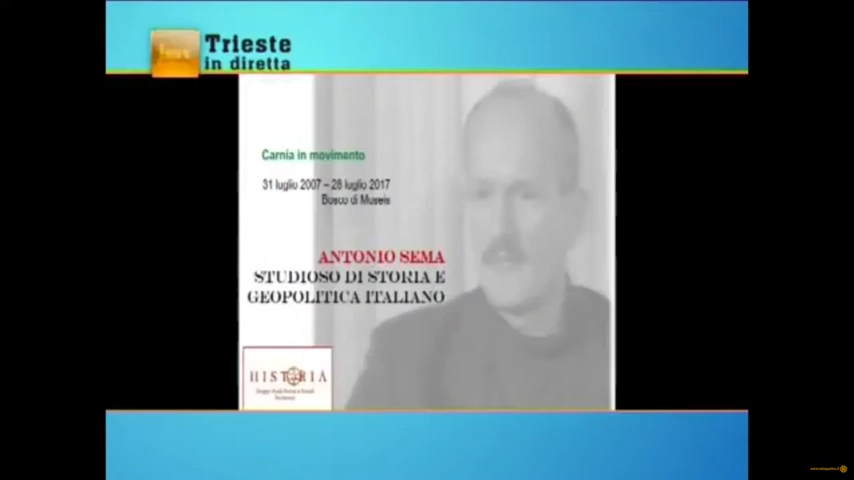 Trieste
in diretta
Carnia in movimento
31 luglio 2007 – 28 luglio 2017
Bosco di Museis
ANTONIO SEMA
STUDIOSO DI STORIA E
GEOPOLITICA ITALIANO
HISTORIA